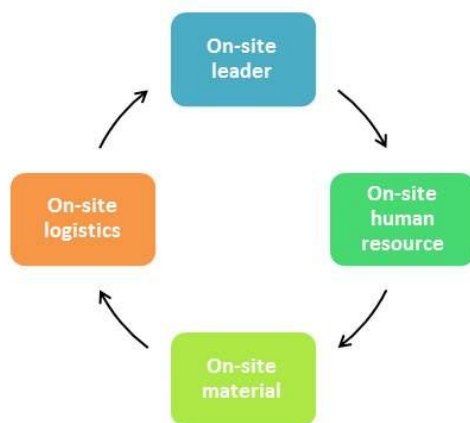 On-site
leader
On-site
human
resource
On-site
material
On-site
logistics